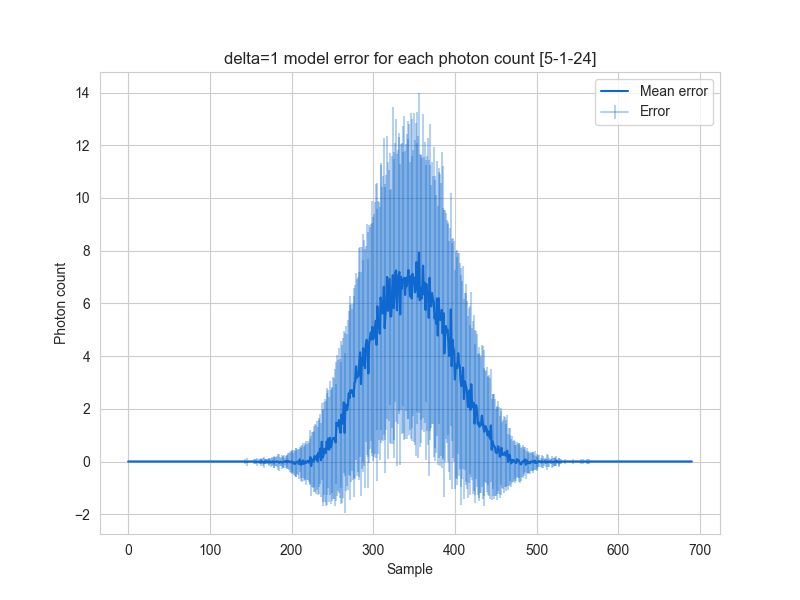 delta=1 model error for each photon count [5-1-24]
Mean error
Error
14
12
10
8
6
4
2
0
−2
Photon count
0 100 200 300 400 500 600 700
Sample